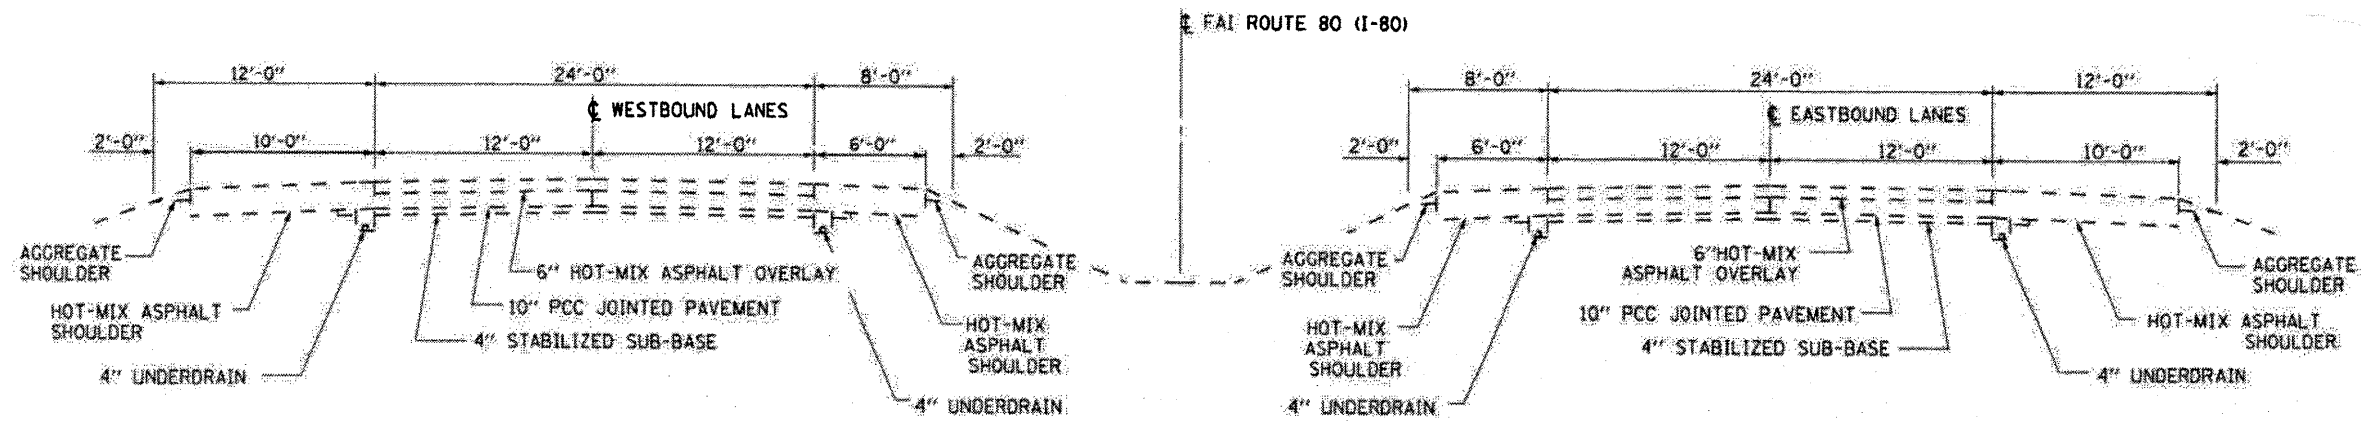 ℄ FAI ROUTE 80 (I-80)
12'-0" 24'-0" 8'-0"
℄ WESTBOUND LANES
2'-0" 10'-0" 12'-0" 12'-0" 6'-0" 2'-0"
AGGREGATE
SHOULDER
HOT-MIX ASPHALT
SHOULDER
4" UNDERDRAIN
6" HOT-MIX ASPHALT OVERLAY
10" PCC JOINTED PAVEMENT
4" STABILIZED SUB-BASE
AGGREGATE
SHOULDER
HOT-MIX
ASPHALT
SHOULDER
4" UNDERDRAIN
8'-0" 24'-0" 12'-0"
℄ EASTBOUND LANES
2'-0" 6'-0" 12'-0" 12'-0" 10'-0" 2'-0"
AGGREGATE
SHOULDER
HOT-MIX
ASPHALT
SHOULDER
4" UNDERDRAIN
6" HOT-MIX
ASPHALT OVERLAY
10" PCC JOINTED PAVEMENT
4" STABILIZED SUB-BASE
AGGREGATE
SHOULDER
HOT-MIX ASPHALT
SHOULDER
4" UNDERDRAIN